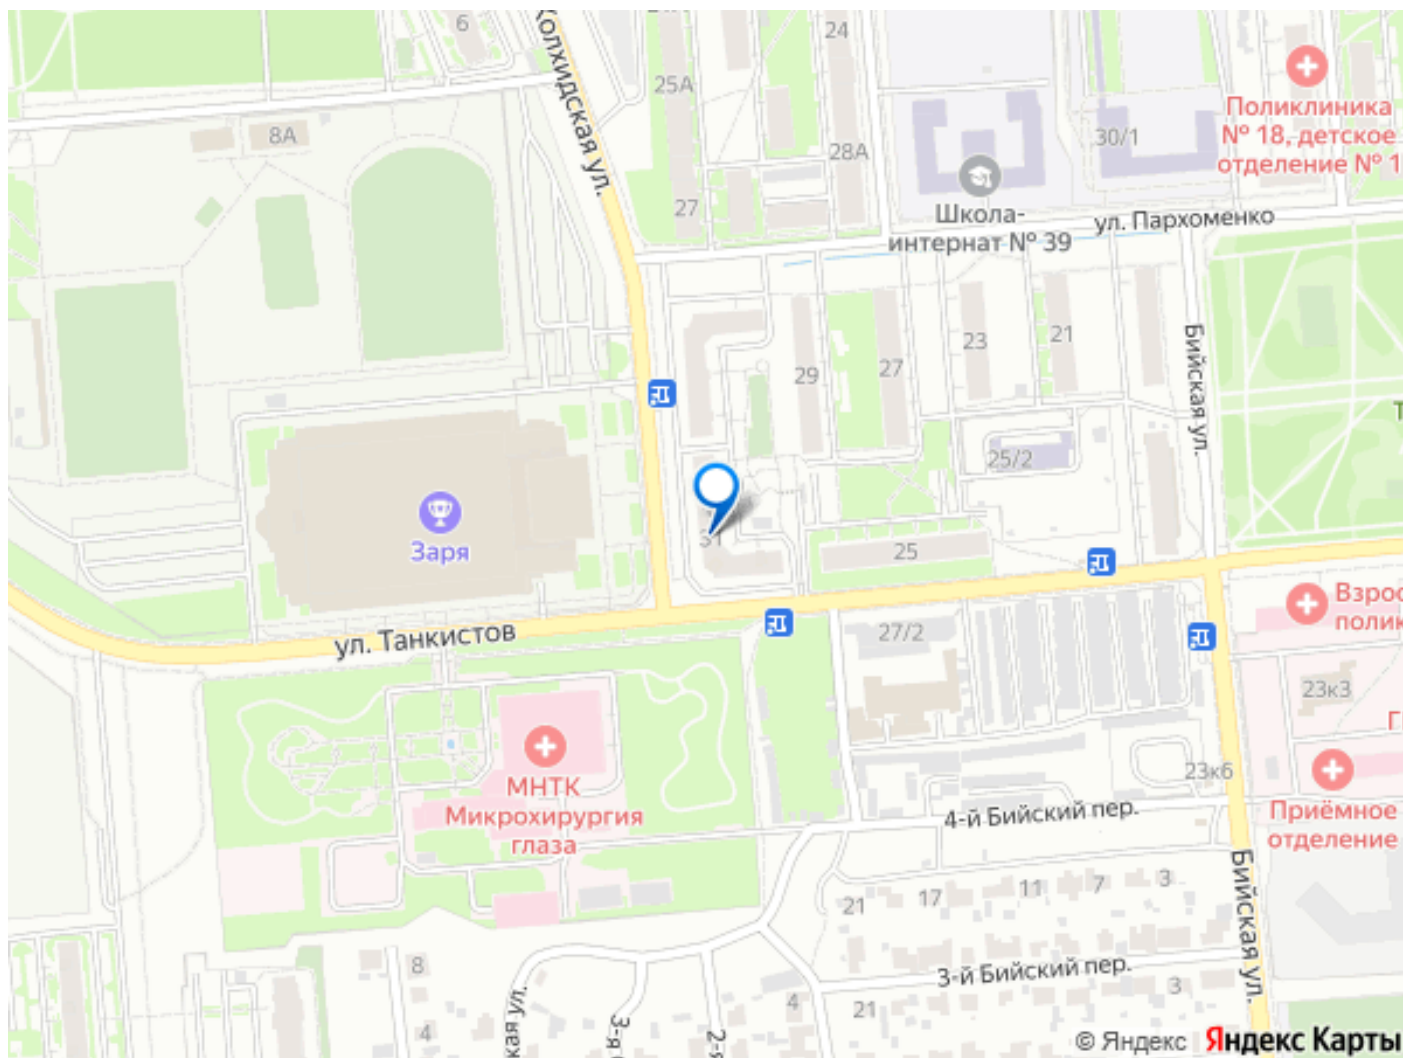 6
24
25А
Колхидская ул.
8А
28А
27
30/1
Поликлиника
№ 18, детское
отделение № 1
Школа-
интернат № 39
ул. Пархоменко
29
27
23
21
Бийская ул.
25/2
Заря
31
25
ул. Танкистов
27/2
23к3
МНТК
Микрохирургия
глаза
23к6
Приёмное
отделение
4-й Бийский пер.
21
17
11
7
3
Бийская ул.
3-й Бийский пер.
8
4
4
21
3
© Яндекс
Яндекс Карты